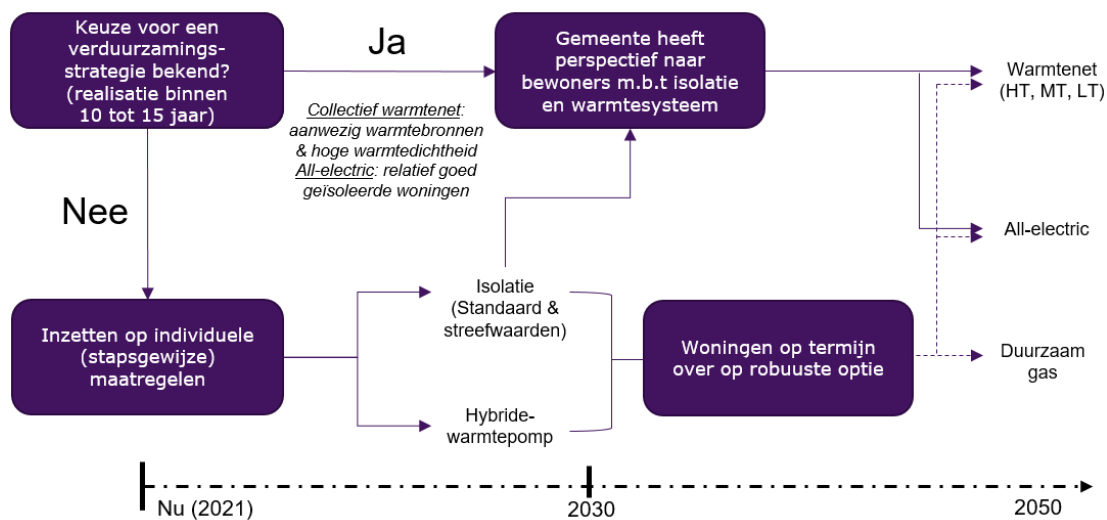 Keuze voor een
verduurzamings-
strategie bekend?
(realisatie binnen
10 tot 15 jaar)
Ja
Collectief warmtenet:
aanwezig warmtebronnen
& hoge warmtedichtheid
All-electric: relatief goed
geïsoleerde woningen
Gemeente heeft
perspectief naar
bewoners m.b.t isolatie
en warmtesysteem
Warmtenet
(HT, MT, LT)
Nee
All-electric
Inzetten op individuele
(stapsgewijze)
maatregelen
Isolatie
(Standaard &
streefwaarden)
Hybride-
warmtepomp
Woningen op termijn
over op robuuste optie
Duurzaam
gas
Nu (2021)
2030
2050